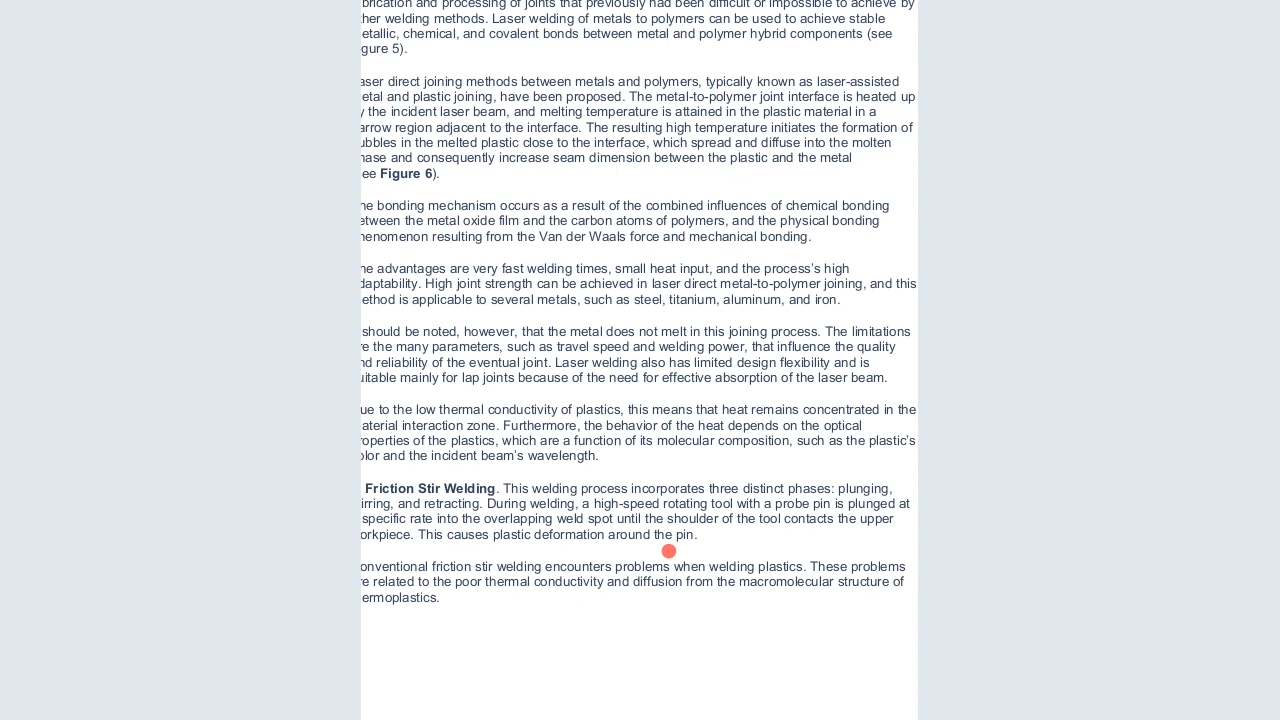 brication and processing of joints that previously had been difficult or impossible to achieve by
her welding methods. Laser welding of metals to polymers can be used to achieve stable
etallic, chemical, and covalent bonds between metal and polymer hybrid components (see
gure 5).
aser direct joining methods between metals and polymers, typically known as laser-assisted
etal and plastic joining, have been proposed. The metal-to-polymer joint interface is heated up
y the incident laser beam, and melting temperature is attained in the plastic material in a
arrow region adjacent to the interface. The resulting high temperature initiates the formation of
ubbles in the melted plastic close to the interface, which spread and diffuse into the molten
hase and consequently increase seam dimension between the plastic and the metal
ee Figure 6).
he bonding mechanism occurs as a result of the combined influences of chemical bonding
etween the metal oxide film and the carbon atoms of polymers, and the physical bonding
henomenon resulting from the Van der Waals force and mechanical bonding.
he advantages are very fast welding times, small heat input, and the process’s high
daptability. High joint strength can be achieved in laser direct metal-to-polymer joining, and this
ethod is applicable to several metals, such as steel, titanium, aluminum, and iron.
should be noted, however, that the metal does not melt in this joining process. The limitations
re the many parameters, such as travel speed and welding power, that influence the quality
nd reliability of the eventual joint. Laser welding also has limited design flexibility and is
uitable mainly for lap joints because of the need for effective absorption of the laser beam.
ue to the low thermal conductivity of plastics, this means that heat remains concentrated in the
aterial interaction zone. Furthermore, the behavior of the heat depends on the optical
roperties of the plastics, which are a function of its molecular composition, such as the plastic’s
olor and the incident beam’s wavelength.
Friction Stir Welding. This welding process incorporates three distinct phases: plunging,
irring, and retracting. During welding, a high-speed rotating tool with a probe pin is plunged at
specific rate into the overlapping weld spot until the shoulder of the tool contacts the upper
orkpiece. This causes plastic deformation around the pin.
onventional friction stir welding encounters problems when welding plastics. These problems
re related to the poor thermal conductivity and diffusion from the macromolecular structure of
ermoplastics.